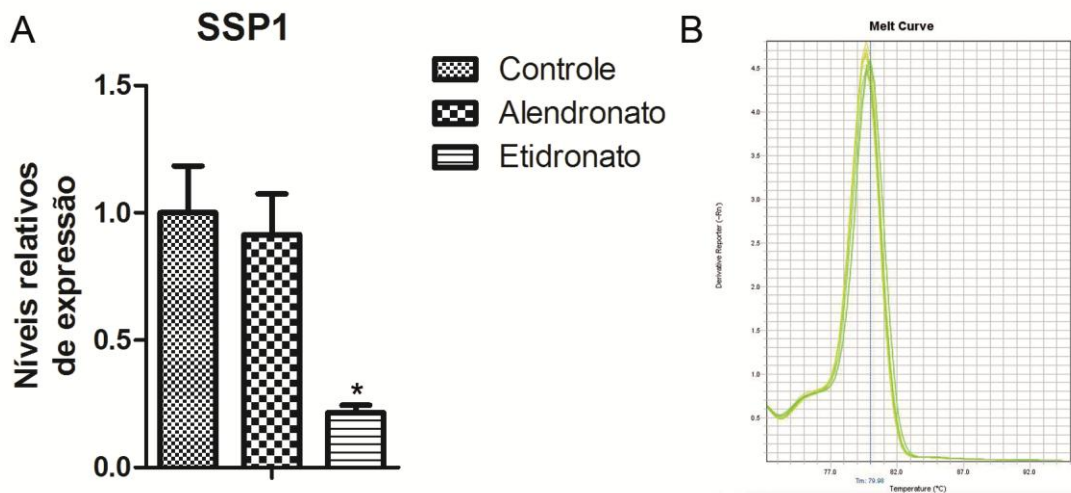 A
SSP1
Níveis relativos
de expressão
1.5
1.0
0.5
0.0
*
Controle
Alendronato
Etidronato
B
Melt Curve
Derivative Reporter (-Rn)
4.5
4.0
3.5
3.0
2.5
2.0
1.5
1.0
0.5
77.0
82.0
87.0
92.0
Tm: 79.98
Temperature (°C)